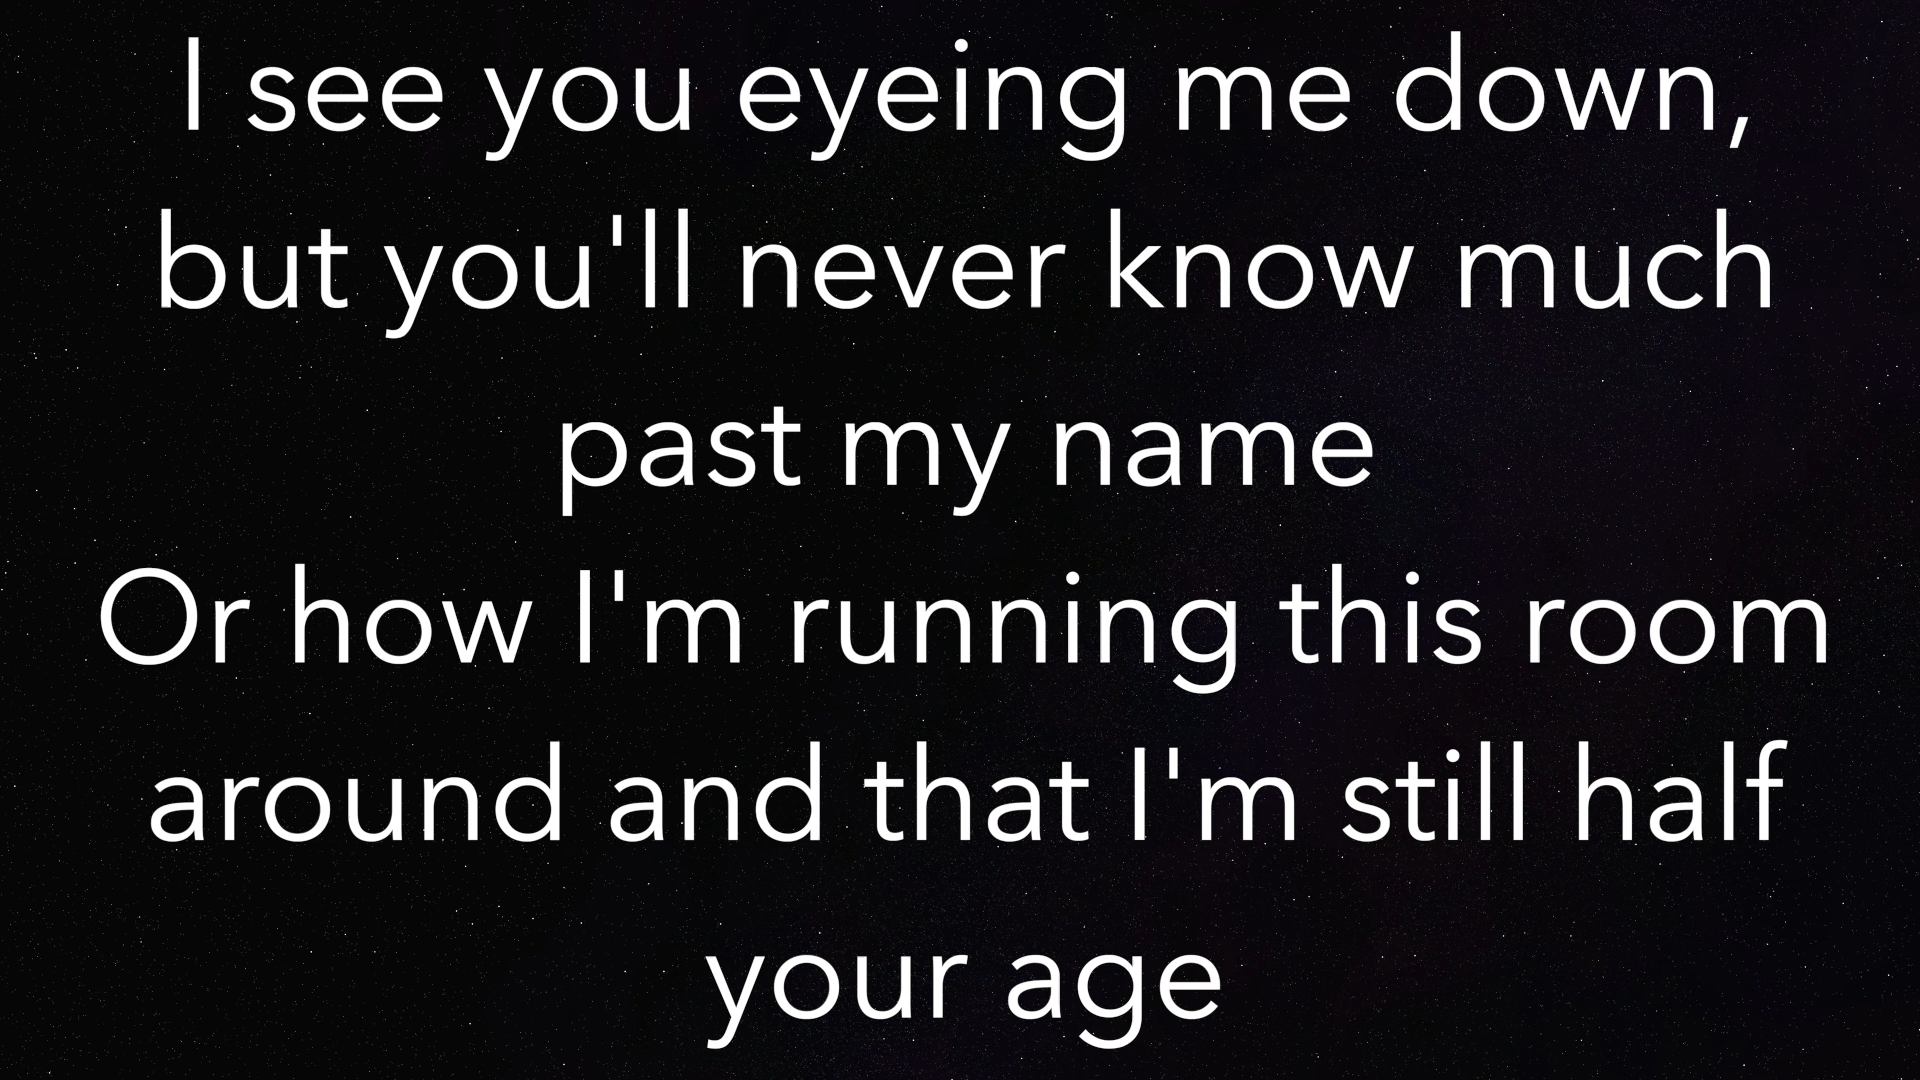 I see you eyeing me down,
but you'll never know much
past my name
Or how I'm running this room
around and that I'm still half
your age